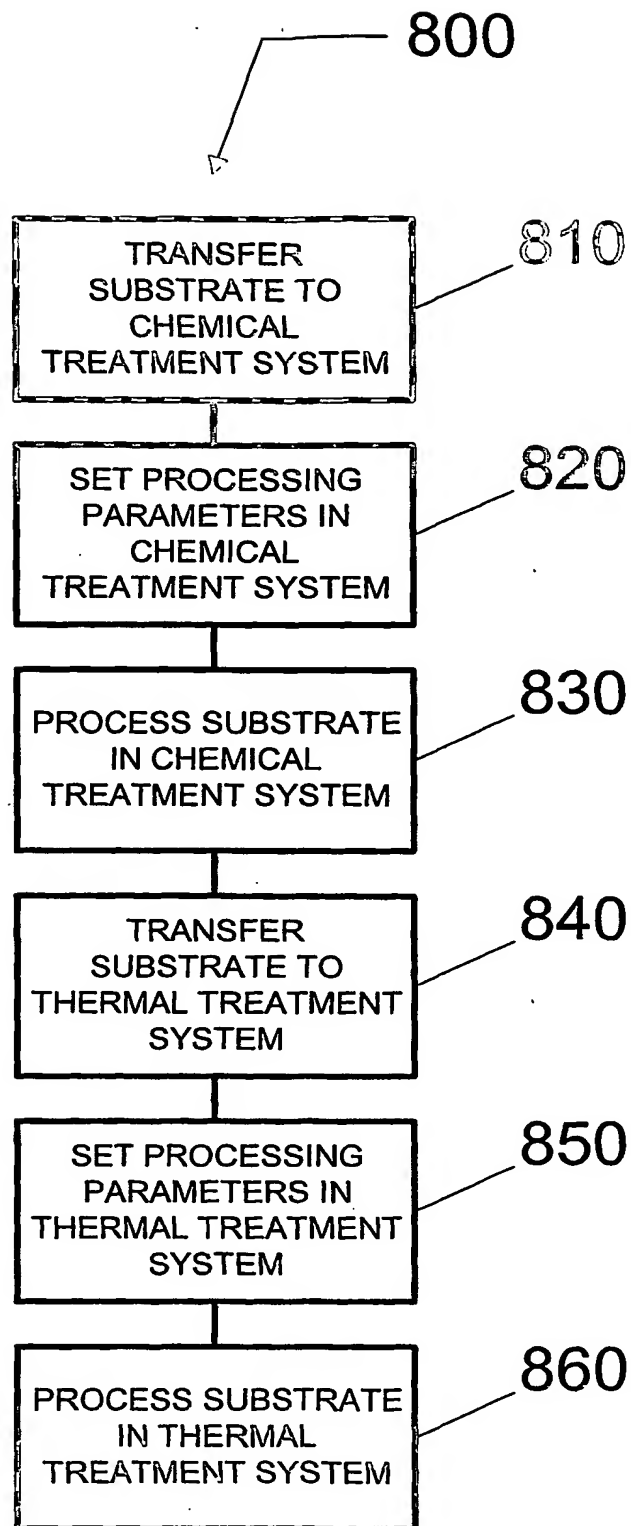 800
810
TRANSFER
SUBSTRATE TO
CHEMICAL
TREATMENT SYSTEM
820
SET PROCESSING
PARAMETERS IN
CHEMICAL
TREATMENT SYSTEM
830
PROCESS SUBSTRATE
IN CHEMICAL
TREATMENT SYSTEM
840
TRANSFER
SUBSTRATE TO
THERMAL TREATMENT
SYSTEM
850
SET PROCESSING
PARAMETERS IN
THERMAL TREATMENT
SYSTEM
860
PROCESS SUBSTRATE
IN THERMAL
TREATMENT SYSTEM